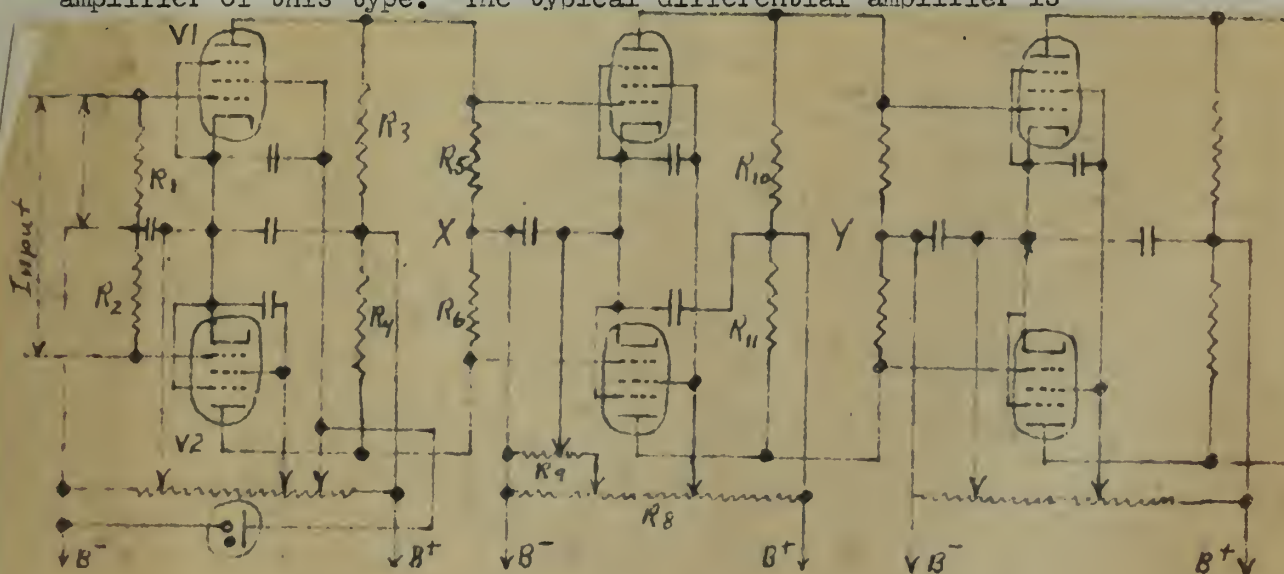 amplifier of this type. The typical differential amplifier is
V1
R3
R1
R5
R10
Input
X
Y
R2
R4
R6
R11
V2
R9
R8
B⁻
B⁺
B⁻
B⁺
B⁻
B⁺